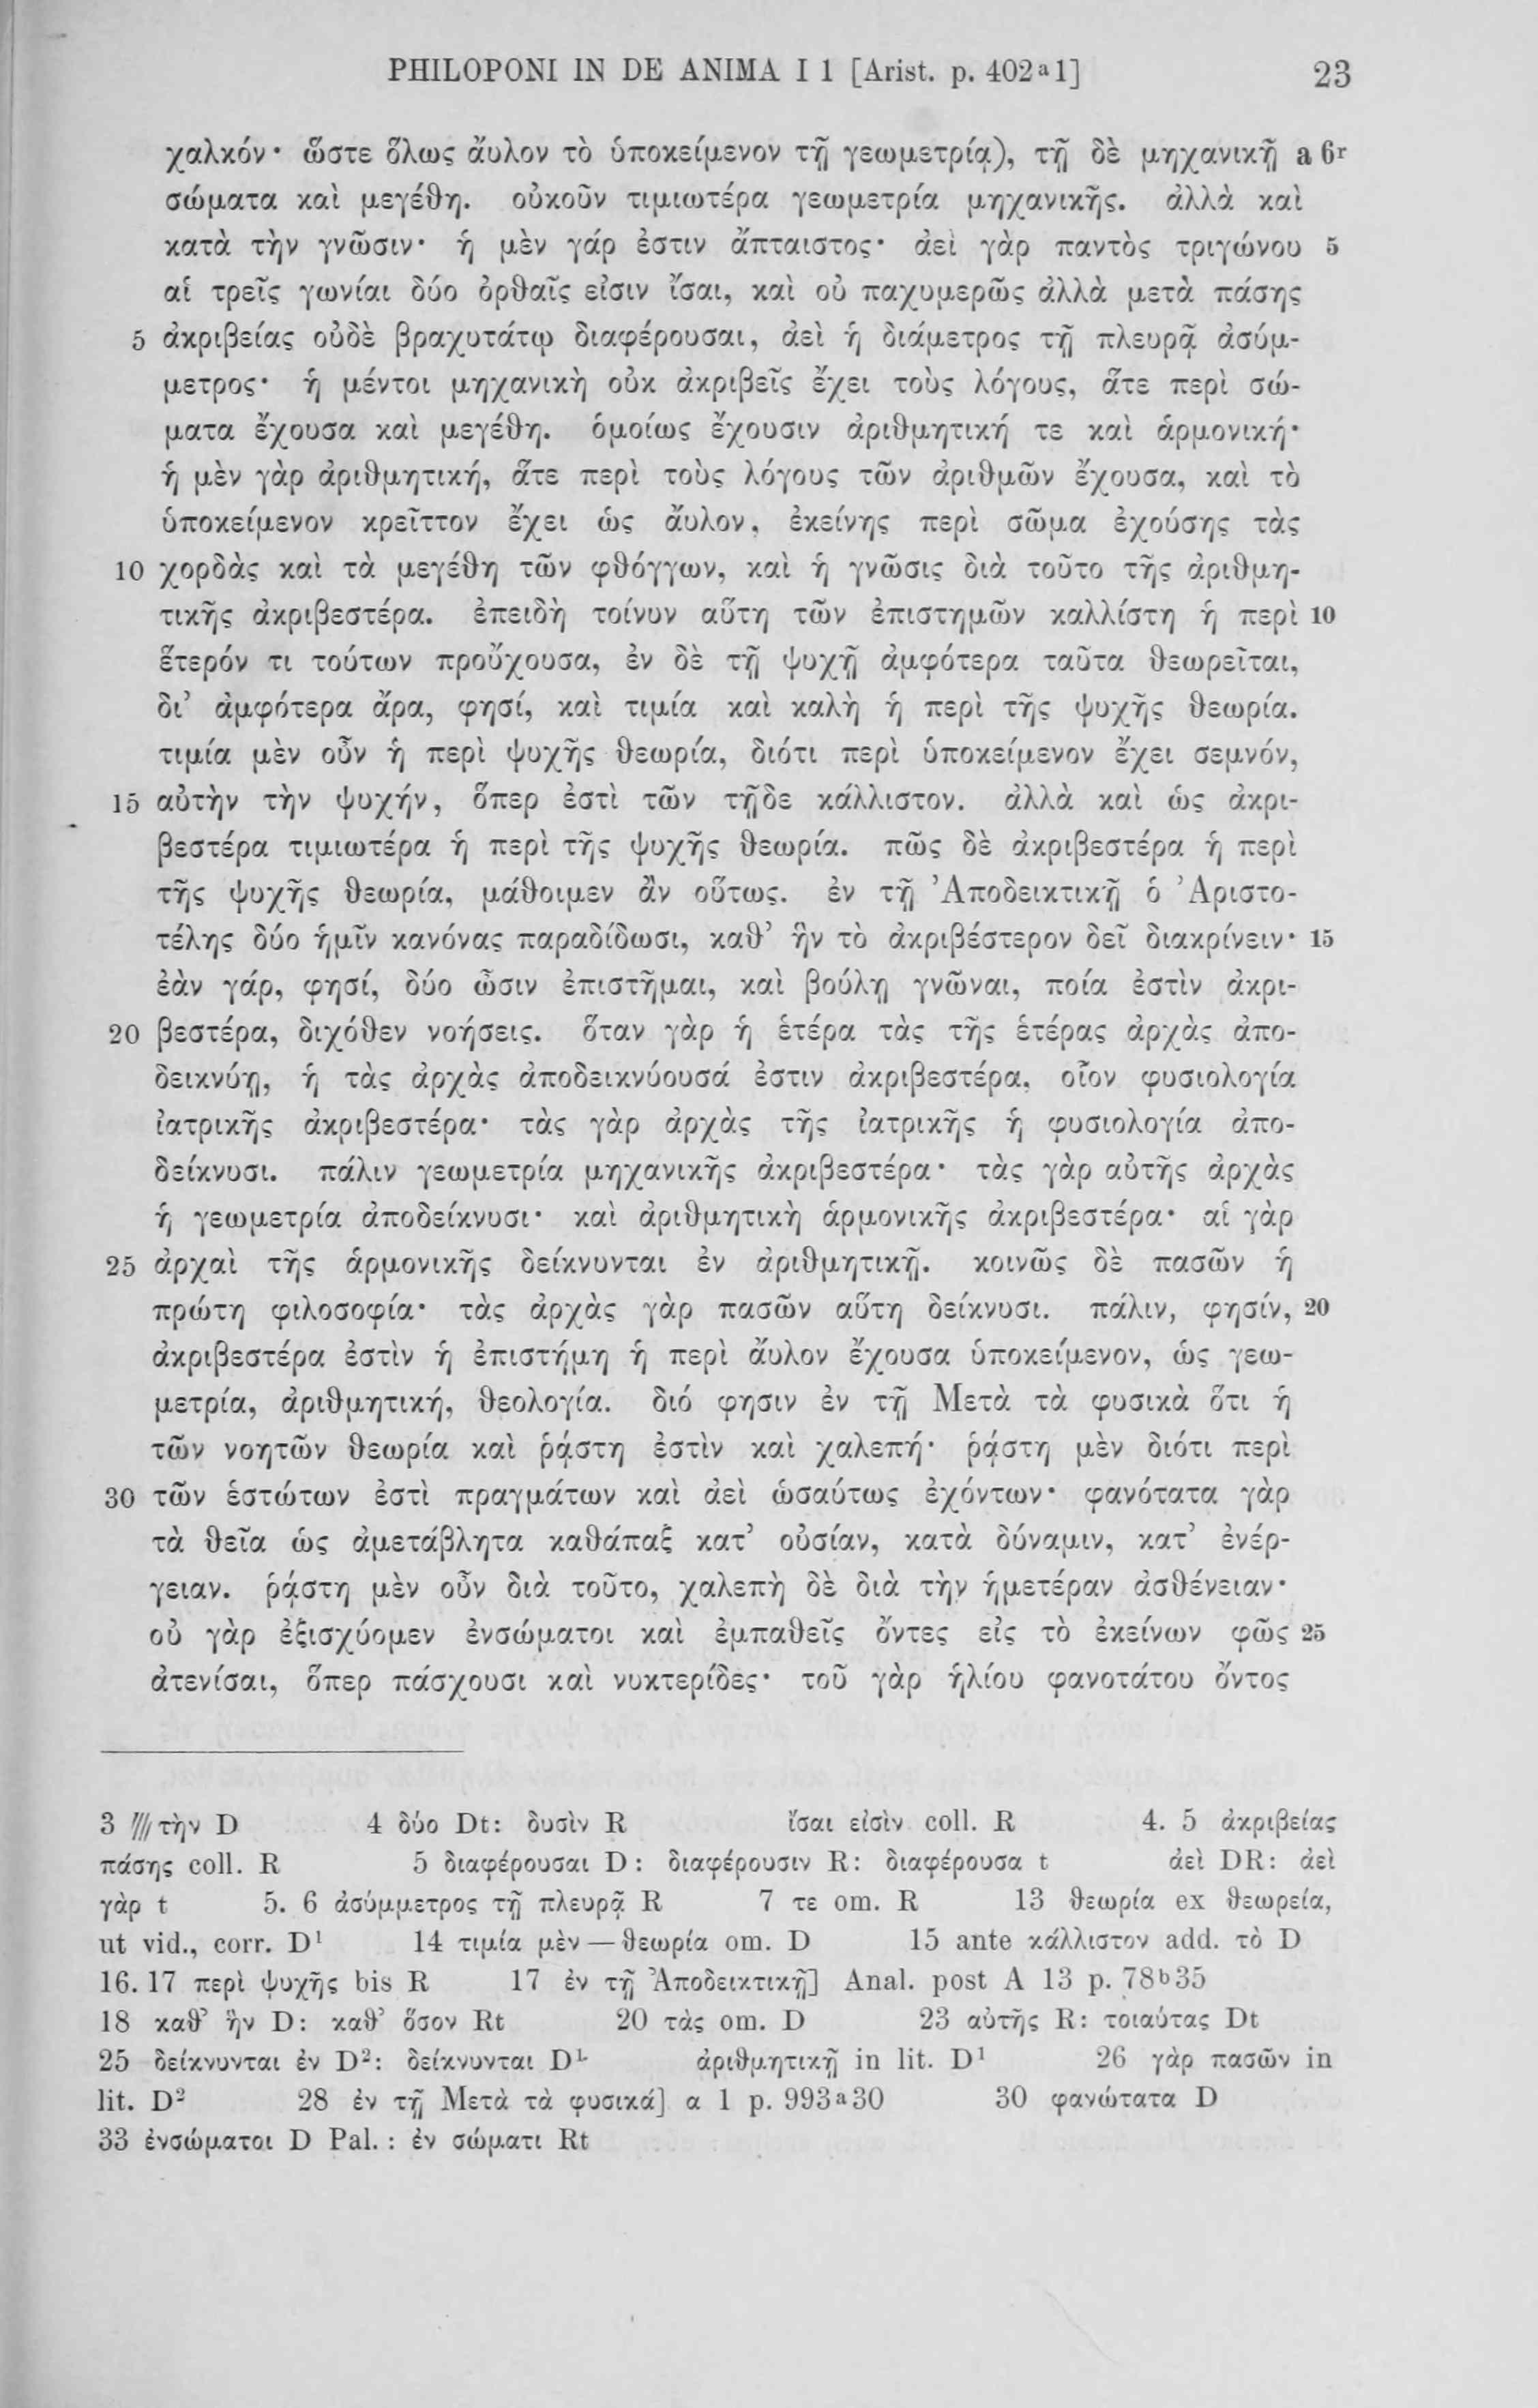 PHILOPONI IN DE ANIMA I 1 [Arist. p. 402ᵃ1] 23
χαλκόν· ὥστε ὅλως ἄυλον τὸ ὑποκείμενον τῇ γεωμετρίᾳ), τῇ δὲ μηχανικῇ a 6ʳ
σώματα καὶ μεγέθη. οὐκοῦν τιμιωτέρα γεωμετρία μηχανικῆς. ἀλλὰ καὶ
κατὰ τὴν γνῶσιν· ἡ μὲν γάρ ἐστιν ἄπταιστος· ἀεὶ γὰρ παντὸς τριγώνου 5
αἱ τρεῖς γωνίαι δύο ὀρθαῖς εἰσιν ἴσαι, καὶ οὐ παχυμερῶς ἀλλὰ μετὰ πάσης
5 ἀκριβείας οὐδὲ βραχυτάτῳ διαφέρουσαι, ἀεὶ ἡ διάμετρος τῇ πλευρᾷ ἀσύμ-
μετρος· ἡ μέντοι μηχανικὴ οὐκ ἀκριβεῖς ἔχει τοὺς λόγους, ἅτε περὶ σώ-
ματα ἔχουσα καὶ μεγέθη. ὁμοίως ἔχουσιν ἀριθμητική τε καὶ ἁρμονική·
ἡ μὲν γὰρ ἀριθμητική, ἅτε περὶ τοὺς λόγους τῶν ἀριθμῶν ἔχουσα, καὶ τὸ
ὑποκείμενον κρεῖττον ἔχει ὡς ἄυλον, ἐκείνης περὶ σῶμα ἐχούσης τὰς
10 χορδὰς καὶ τὰ μεγέθη τῶν φθόγγων, καὶ ἡ γνῶσις διὰ τοῦτο τῆς ἀριθμη-
τικῆς ἀκριβεστέρα. ἐπειδὴ τοίνυν αὕτη τῶν ἐπιστημῶν καλλίστη ἡ περὶ 10
ἕτερόν τι τούτων προὔχουσα, ἐν δὲ τῇ ψυχῇ ἀμφότερα ταῦτα θεωρεῖται,
δι’ ἀμφότερα ἄρα, φησί, καὶ τιμία καὶ καλὴ ἡ περὶ τῆς ψυχῆς θεωρία.
τιμία μὲν οὖν ἡ περὶ ψυχῆς θεωρία, διότι περὶ ὑποκείμενον ἔχει σεμνόν,
15 αὐτὴν τὴν ψυχήν, ὅπερ ἐστὶ τῶν τῇδε κάλλιστον. ἀλλὰ καὶ ὡς ἀκρι-
βεστέρα τιμιωτέρα ἡ περὶ τῆς ψυχῆς θεωρία. πῶς δὲ ἀκριβεστέρα ἡ περὶ
τῆς ψυχῆς θεωρία, μάθοιμεν ἂν οὕτως. ἐν τῇ Ἀποδεικτικῇ ὁ Ἀριστο-
τέλης δύο ἡμῖν κανόνας παραδίδωσι, καθ’ ἣν τὸ ἀκριβέστερον δεῖ διακρίνειν· 15
ἐὰν γάρ, φησί, δύο ὦσιν ἐπιστῆμαι, καὶ βούλῃ γνῶναι, ποία ἐστὶν ἀκρι-
20 βεστέρα, διχόθεν νοήσεις. ὅταν γὰρ ἡ ἑτέρα τὰς τῆς ἑτέρας ἀρχὰς ἀπο-
δεικνύῃ, ἡ τὰς ἀρχὰς ἀποδεικνύουσά ἐστιν ἀκριβεστέρα, οἷον φυσιολογία
ἰατρικῆς ἀκριβεστέρα· τὰς γὰρ ἀρχὰς τῆς ἰατρικῆς ἡ φυσιολογία ἀπο-
δείκνυσι. πάλιν γεωμετρία μηχανικῆς ἀκριβεστέρα· τὰς γὰρ αὐτῆς ἀρχὰς
ἡ γεωμετρία ἀποδείκνυσι· καὶ ἀριθμητικὴ ἁρμονικῆς ἀκριβεστέρα· αἱ γὰρ
25 ἀρχαὶ τῆς ἁρμονικῆς δείκνυνται ἐν ἀριθμητικῇ. κοινῶς δὲ πασῶν ἡ
πρώτη φιλοσοφία· τὰς ἀρχὰς γὰρ πασῶν αὕτη δείκνυσι. πάλιν, φησίν, 20
ἀκριβεστέρα ἐστὶν ἡ ἐπιστήμη ἡ περὶ ἄυλον ἔχουσα ὑποκείμενον, ὡς γεω-
μετρία, ἀριθμητική, θεολογία. διό φησιν ἐν τῇ Μετὰ τὰ φυσικὰ ὅτι ἡ
τῶν νοητῶν θεωρία καὶ ῥᾴστη ἐστὶν καὶ χαλεπή· ῥᾴστη μὲν διότι περὶ
30 τῶν ἑστώτων ἐστὶ πραγμάτων καὶ ἀεὶ ὡσαύτως ἐχόντων· φανότατα γὰρ
τὰ θεῖα ὡς ἀμετάβλητα καθάπαξ κατ’ οὐσίαν, κατὰ δύναμιν, κατ’ ἐνέρ-
γειαν. ῥᾴστη μὲν οὖν διὰ τοῦτο, χαλεπὴ δὲ διὰ τὴν ἡμετέραν ἀσθένειαν·
οὐ γὰρ ἐξισχύομεν ἐνσώματοι καὶ ἐμπαθεῖς ὄντες εἰς τὸ ἐκείνων φῶς 25
ἀτενίσαι, ὅπερ πάσχουσι καὶ νυκτερίδες· τοῦ γὰρ ἡλίου φανοτάτου ὄντος
3 ///τὴν D 4 δύο Dt: δυσὶν R ἴσαι εἰσὶν coll. R 4. 5 ἀκριβείας
πάσης coll. R 5 διαφέρουσαι D: διαφέρουσιν R: διαφέρουσα t ἀεὶ DR: ἀεὶ
γὰρ t 5. 6 ἀσύμμετρος τῇ πλευρᾷ R 7 τε om. R 13 θεωρία ex θεωρεία,
ut vid., corr. D¹ 14 τιμία μὲν — θεωρία om. D 15 ante κάλλιστον add. τὸ D
16. 17 περὶ ψυχῆς bis R 17 ἐν τῇ Ἀποδεικτικῇ] Anal. post A 13 p. 78ᵇ35
18 καθ’ ἣν D: καθ’ ὅσον Rt 20 τὰς om. D 23 αὐτῆς R: τοιαύτας Dt
25 δείκνυνται ἐν D²: δείκνυνται D¹ ἀριθμητικῇ in lit. D¹ 26 γὰρ πασῶν in
lit. D² 28 ἐν τῇ Μετὰ τὰ φυσικά] α 1 p. 993ᵃ30 30 φανώτατα D
33 ἐνσώματοι D Pal.: ἐν σώματι Rt